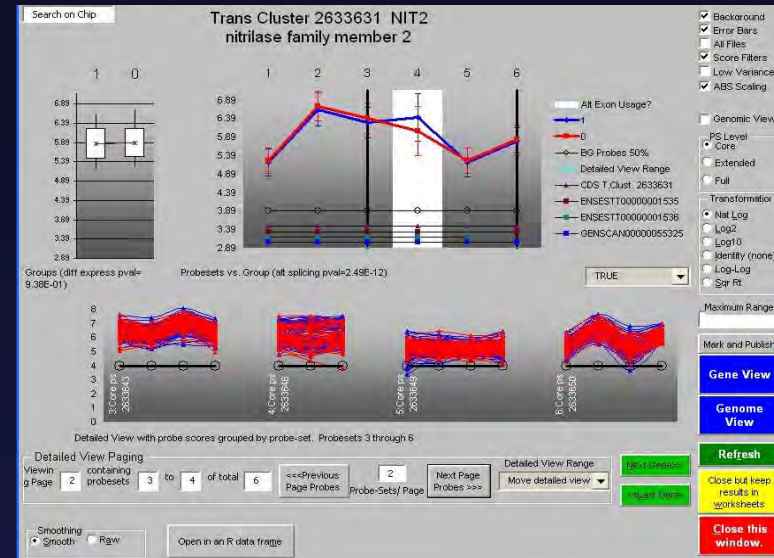 Search on Chip
Trans Cluster 2633631 NIT2
nitrilase family member 2
1 0
6.89
6.39
5.89
5.39
4.89
4.39
3.89
3.39
2.89
Groups (diff express pval=
9.38E-01)
1 2 3 4 5 6
6.89
6.39
5.89
5.39
4.89
4.39
3.89
3.39
2.89
Probesets vs. Group (alt splicing pval=2.49E-12)
Alt Exon Usage?
1
0
BG Probes 50%
Detailed View Range
CDS T.Clust. 2633631
ENSESTT00000001535
ENSESTT00000001536
GENSCAN00000055325
TRUE
8
7
6
5
4
3
2
1
0
3:Core ps
2633643
4:Core ps
2633646
5:Core ps
2633649
6:Core ps
2633650
Detailed View with probe scores grouped by probe-set. Probesets 3 through 6
Detailed View Paging
Viewin
g Page 2 containing
probesets 3 to 4 of total 6
<<<Previous
Page Probes
2
Probe-Sets/ Page
Next Page
Probes >>>
Detailed View Range
Move detailed view
Next Gene>>
<<Last Gene
Smoothing
Smooth Raw
Open in an R data frame
Background
Error Bars
All Files
Score Filters
Low Variance
ABS Scaling
Genomic View
PS Level
Core
Extended
Full
Transformation
Nat Log
Log2
Log10
Identity (none)
Log-Log
Sqr Rt
Maximum Range
Mark and Publish
Gene View
Genome
View
Refresh
Close but keep
results in
worksheets
Close this
window.